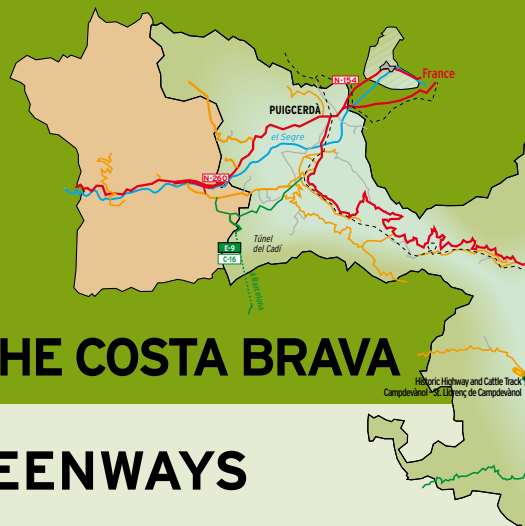 N-154
France
PUIGCERDÀ
el Segre
N-260
Túnel
del Cadí
E-9
C-16
a Barcelona
HE COSTA BRAVA
Historic Highway and Cattle Track
Campdevànol - St. Llorenç de Campdevànol
EENWAYS